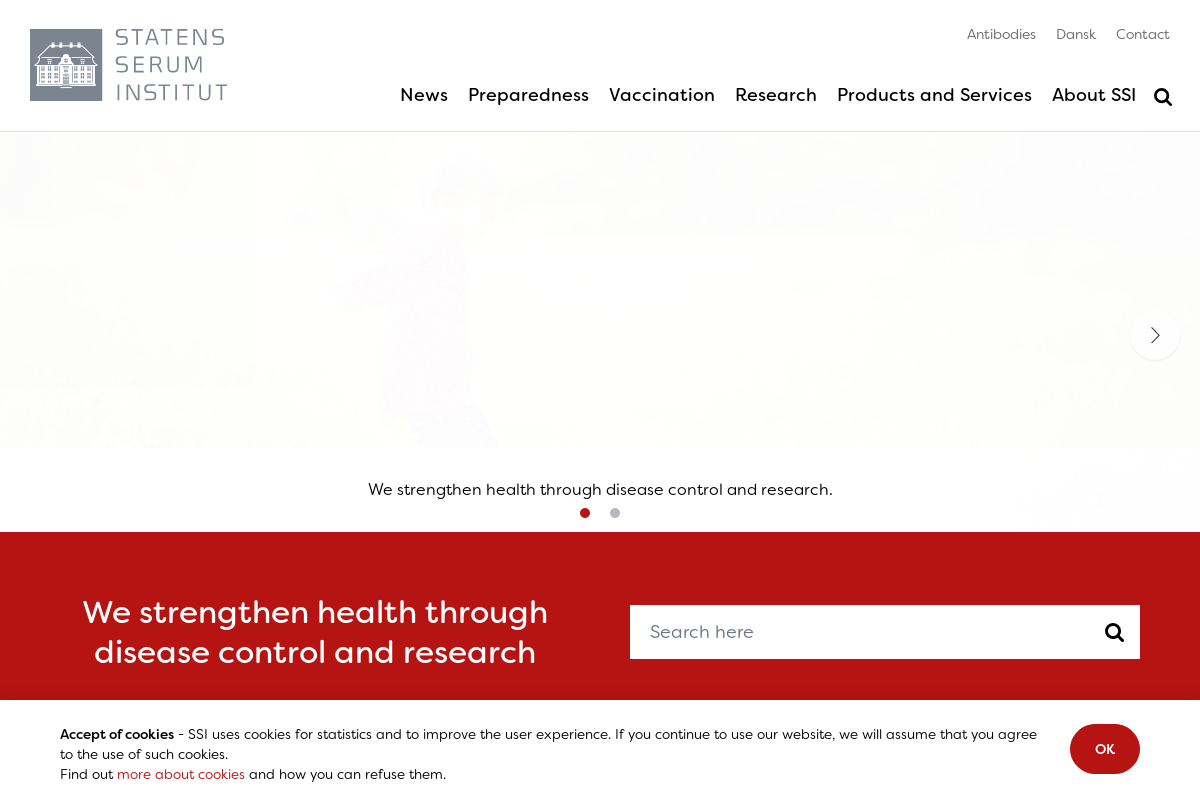 STATENS
SERUM
INSTITUT
Antibodies Dansk Contact
News Preparedness Vaccination Research Products and Services About SSI
We strengthen health through disease control and research.
We strengthen health through
disease control and research
Search here
Accept of cookies - SSI uses cookies for statistics and to improve the user experience. If you continue to use our website, we will assume that you agree
to the use of such cookies.
Find out more about cookies and how you can refuse them.
OK